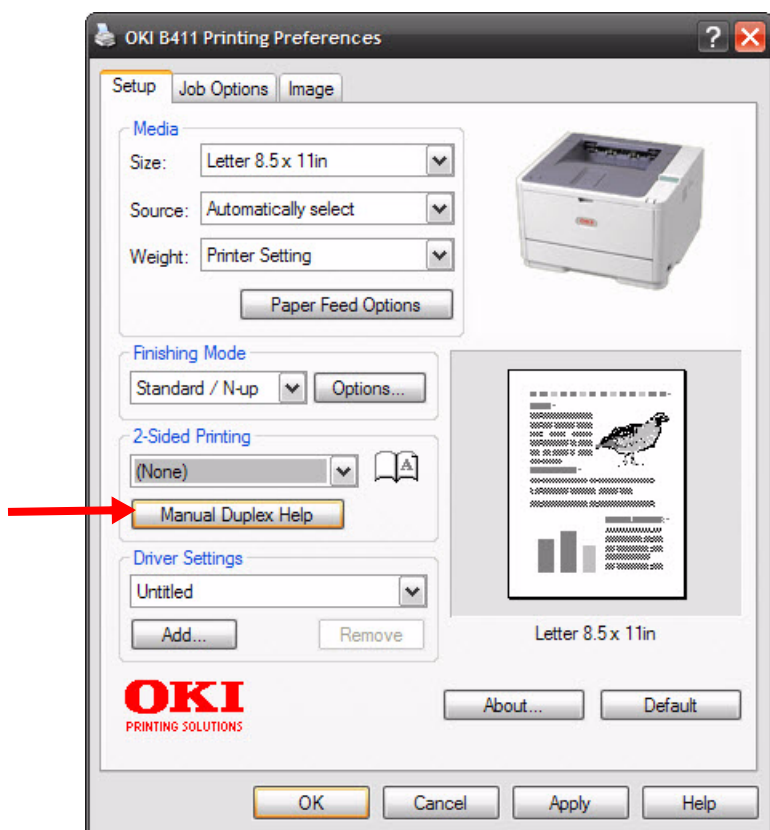 OKI B411 Printing Preferences
Setup Job Options Image
Media
Size: Letter 8.5 x 11in
Source: Automatically select
Weight: Printer Setting
Paper Feed Options
Finishing Mode
Standard / N-up Options...
2-Sided Printing
(None) A
Manual Duplex Help
Driver Settings
Untitled
Add... Remove
Letter 8.5 x 11in
OKI
PRINTING SOLUTIONS
About... Default
OK Cancel Apply Help